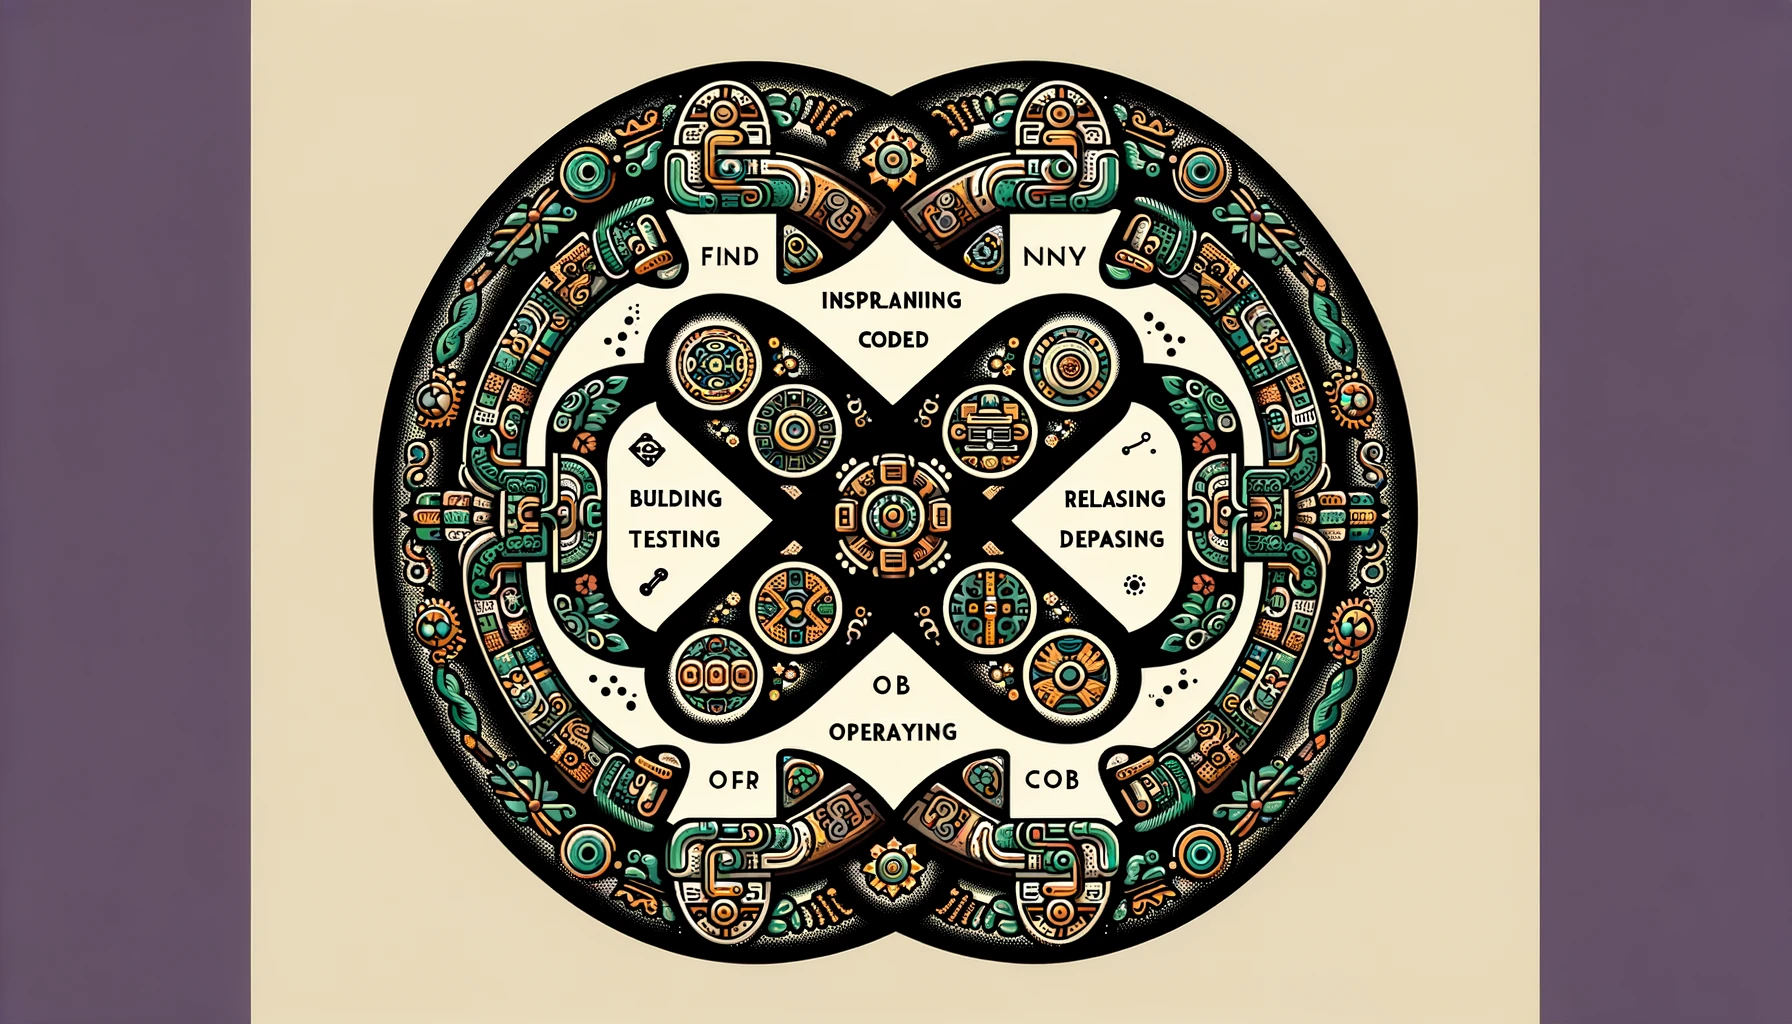 FIND
NNY
INSPRANIING
CODED
BULDING
TESTING
RELASING
DEPASING
OB
OPERAYING
OFR
COB